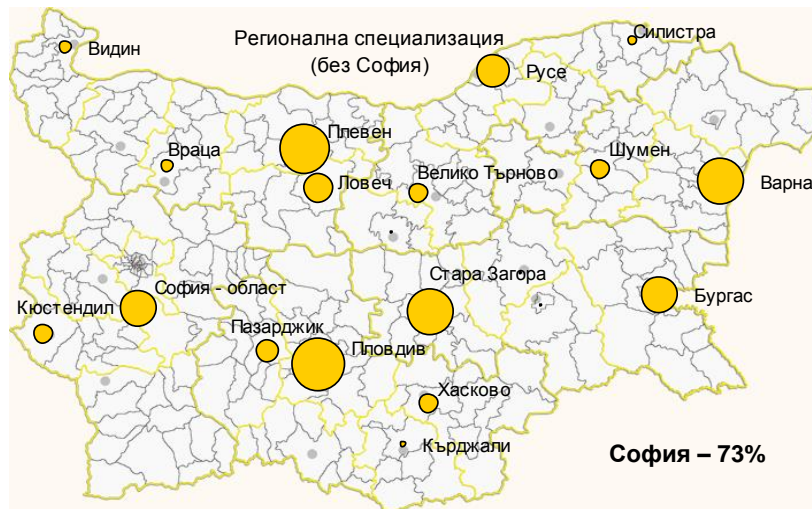 Видин
Регионална специализация
(без София)
Силистра
Русе
Плевен
Враца
Ловеч
Велико Търново
Шумен
Варна
София - област
Стара Загора
Бургас
Кюстендил
Пазарджик
Пловдив
Хасково
Кърджали
София – 73%